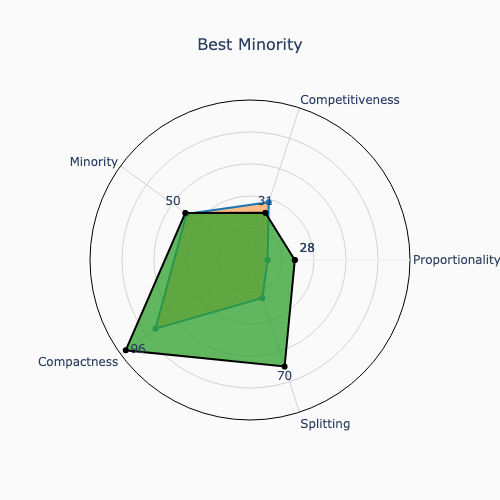 Best Minority
Competitiveness
Minority
50
31
28
Proportionality
96
Compactness
70
Splitting